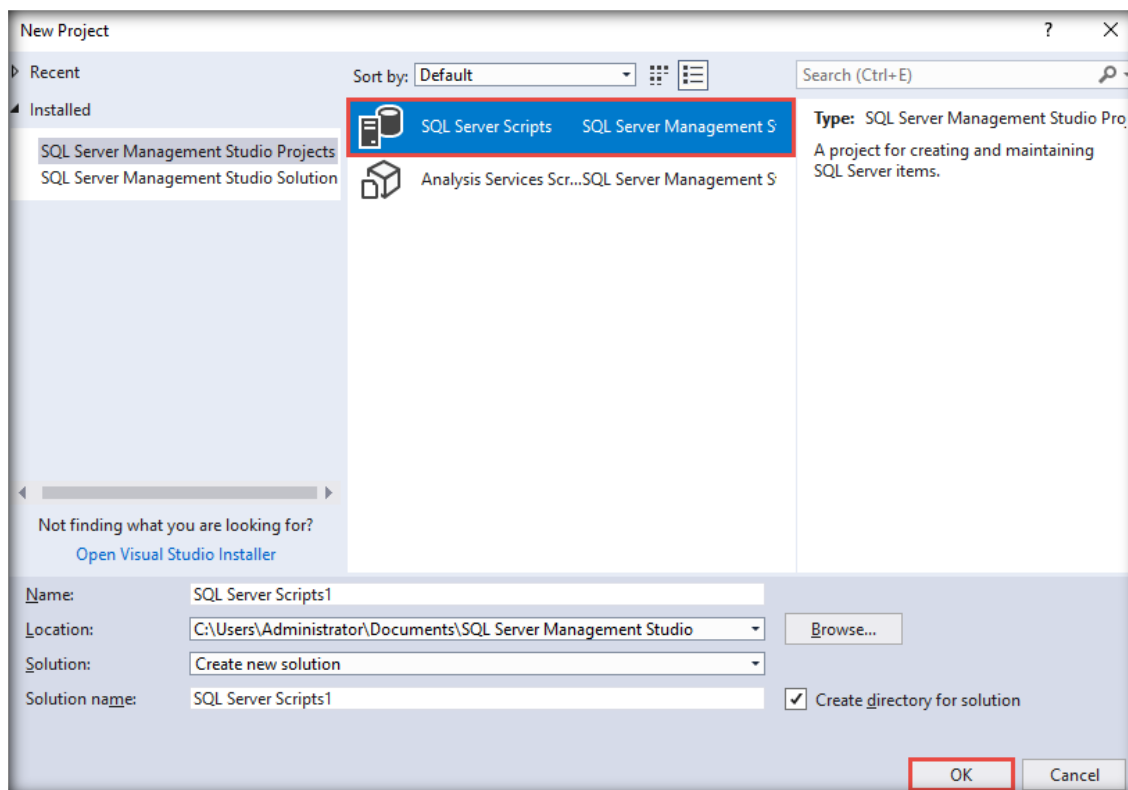 New Project
?
Recent
Installed
SQL Server Management Studio Projects
SQL Server Management Studio Solution
Not finding what you are looking for?
Open Visual Studio Installer
Sort by: Default
SQL Server Scripts SQL Server Management S
Analysis Services Scr...SQL Server Management S
Search (Ctrl+E)
Type: SQL Server Management Studio Pro
A project for creating and maintaining
SQL Server items.
Name: SQL Server Scripts1
Location: C:\Users\Administrator\Documents\SQL Server Management Studio Browse...
Solution: Create new solution
Solution name: SQL Server Scripts1 Create directory for solution
OK Cancel